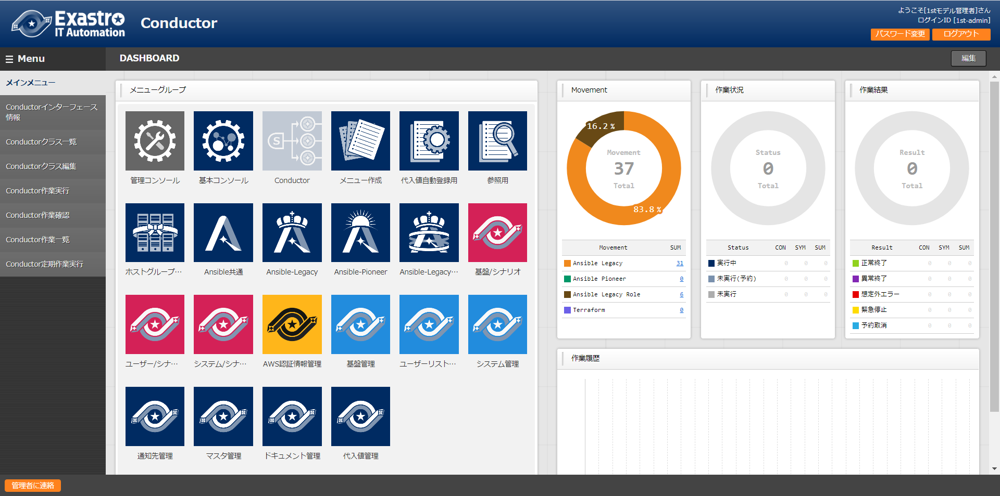 Exastro
IT Automation
Conductor
ようこそ[1stモデル管理者]さん
ログインID [1st-admin]
パスワード変更
ログアウト
Menu
DASHBOARD
編集
メインメニュー
Conductorインターフェース
情報
Conductorクラス一覧
Conductorクラス編集
Conductor作業実行
Conductor作業確認
Conductor作業一覧
Conductor定期作業実行
メニューグループ
管理コンソール
基本コンソール
S
Conductor
メニュー作成
代入値自動登録用
参照用
ホストグループ…
Ansible共通
Ansible-Legacy
Ansible-Pioneer
Ansible-Legacy…
基盤/シナリオ
ユーザー/シナ…
システム/シナ…
AWS認証情報管理
基盤管理
ユーザーリスト…
システム管理
通知先管理
マスタ管理
ドキュメント管理
代入値管理
Movement
16.2%
83.8%
Movement
37
Total
Movement SUM
Ansible Legacy 31
Ansible Pioneer 0
Ansible Legacy Role 6
Terraform 0
作業状況
Status
0
Total
Status CON SYM SUM
実行中 0 0 0
未実行(予約) 0 0 0
未実行 0 0 0
作業結果
Result
0
Total
Result CON SYM SUM
正常終了 0 0 0
異常終了 0 0 0
想定外エラー 0 0 0
緊急停止 0 0 0
予約取消 0 0 0
作業履歴
管理者に連絡